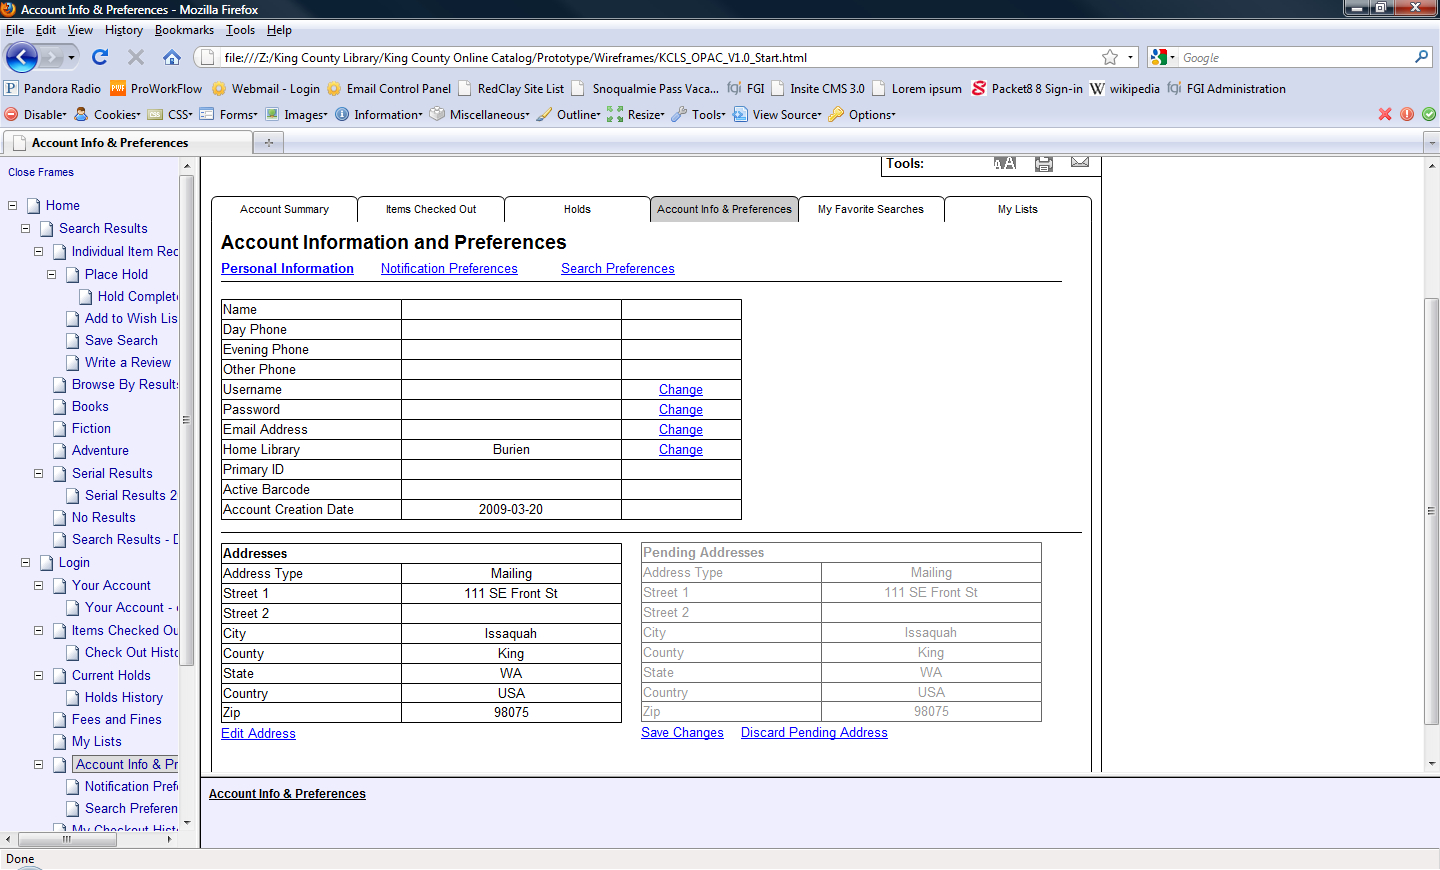 Account Info & Preferences - Mozilla Firefox
File Edit View History Bookmarks Tools Help
file:///Z:/King County Library/King County Online Catalog/Prototype/Wireframes/KCLS_OPAC_V1.0_Start.html
Google
Pandora Radio ProWorkFlow Webmail - Login Email Control Panel RedClay Site List Snoqualmie Pass Vaca... FGI Insite CMS 3.0 Lorem ipsum Packet8 8 Sign-in wikipedia FGI Administration
Disable Cookies CSS Forms Images Information Miscellaneous Outline Resize Tools View Source Options
Account Info & Preferences
Close Frames
Home
Search Results
Individual Item Rec
Place Hold
Hold Complete
Add to Wish Lis
Save Search
Write a Review
Browse By Results
Books
Fiction
Adventure
Serial Results
Serial Results 2
No Results
Search Results - D
Login
Your Account
Your Account -
Items Checked Ou
Check Out Histo
Current Holds
Holds History
Fees and Fines
My Lists
Account Info & Pr
Notification Pref
Search Preferen
My Checkout Hist
Tools: A A
Account Summary Items Checked Out Holds Account Info & Preferences My Favorite Searches My Lists
Account Information and Preferences
Personal Information Notification Preferences Search Preferences
Name
Day Phone
Evening Phone
Other Phone
Username Change
Password Change
Email Address Change
Home Library Burien Change
Primary ID
Active Barcode
Account Creation Date 2009-03-20
Addresses
Address Type Mailing
Street 1 111 SE Front St
Street 2
City Issaquah
County King
State WA
Country USA
Zip 98075
Edit Address
Pending Addresses
Address Type Mailing
Street 1 111 SE Front St
Street 2
City Issaquah
County King
State WA
Country USA
Zip 98075
Save Changes Discard Pending Address
Account Info & Preferences
Done